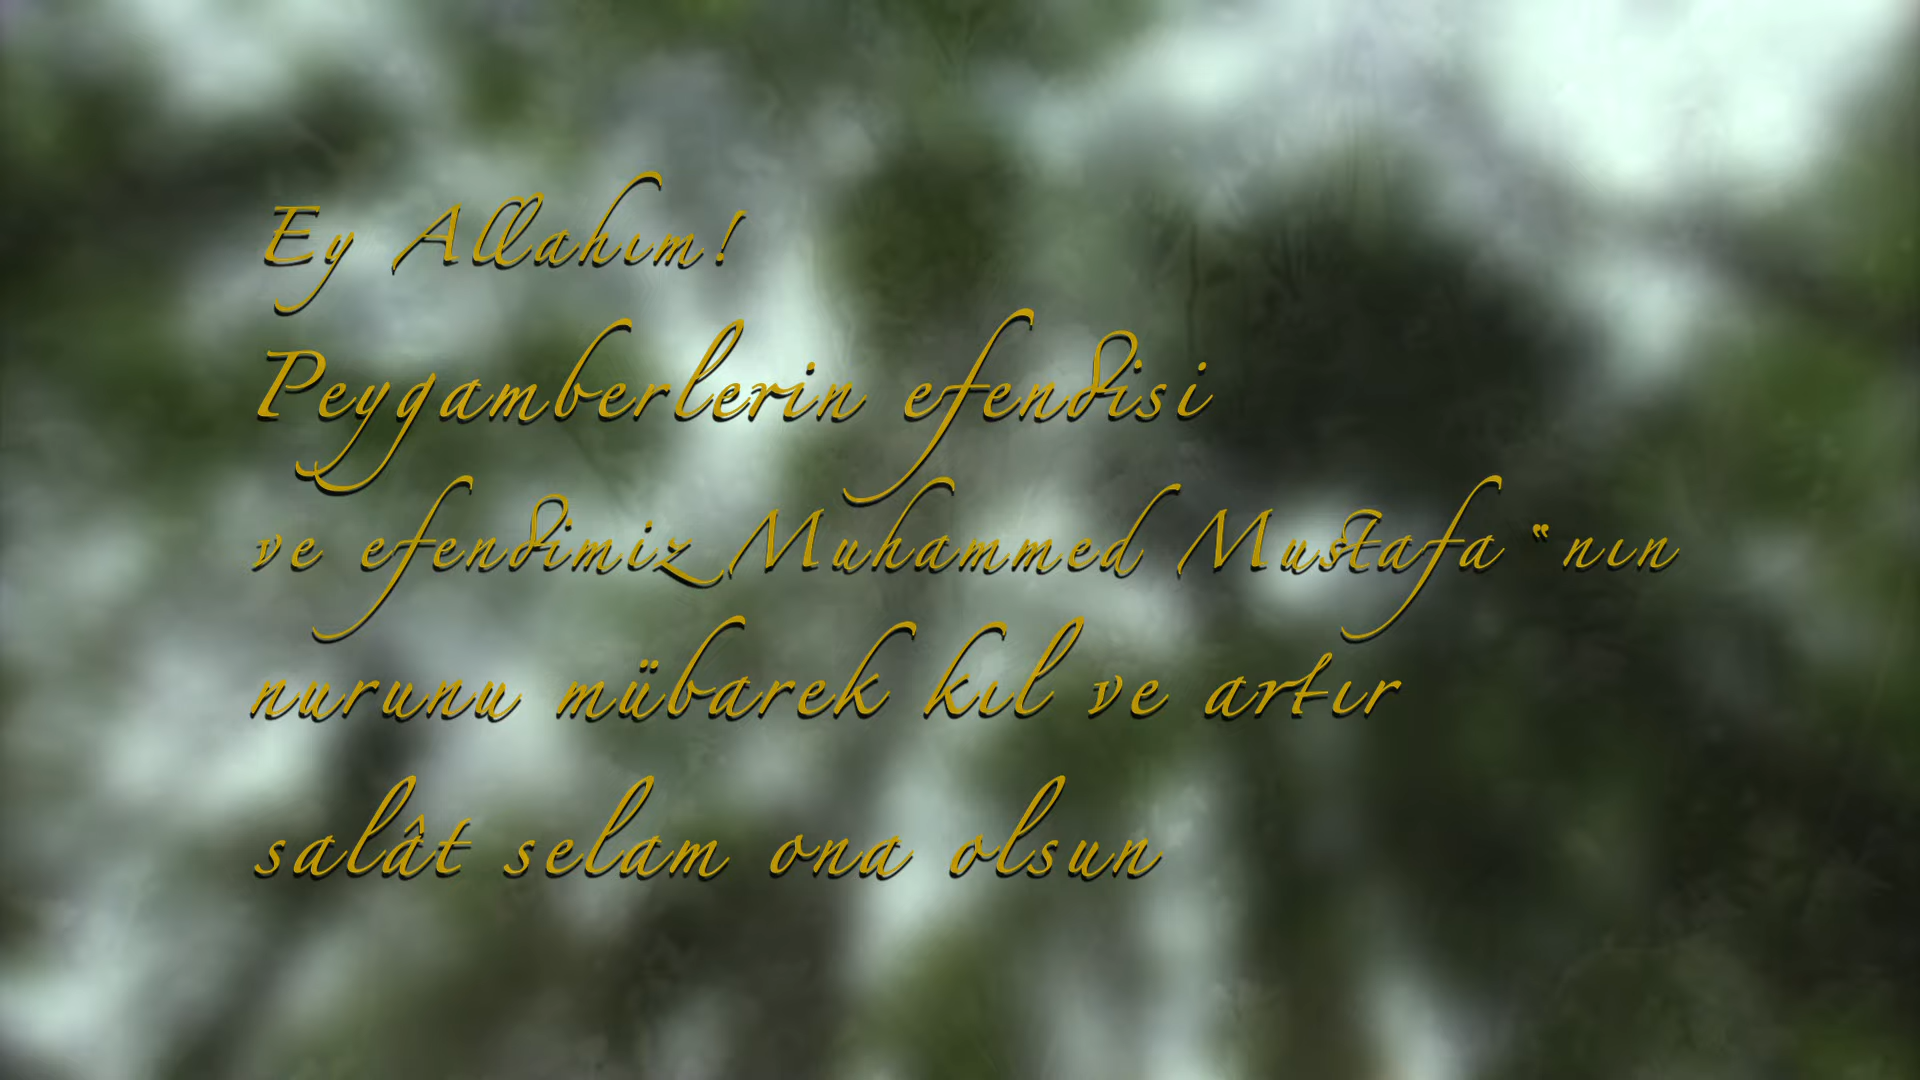 Ey Allahım!
Peygamberlerin efendisi
ve efendimiz Muhammed Mustafa “nın
nurunu mübarek kıl ve artır
salât selam ona olsun